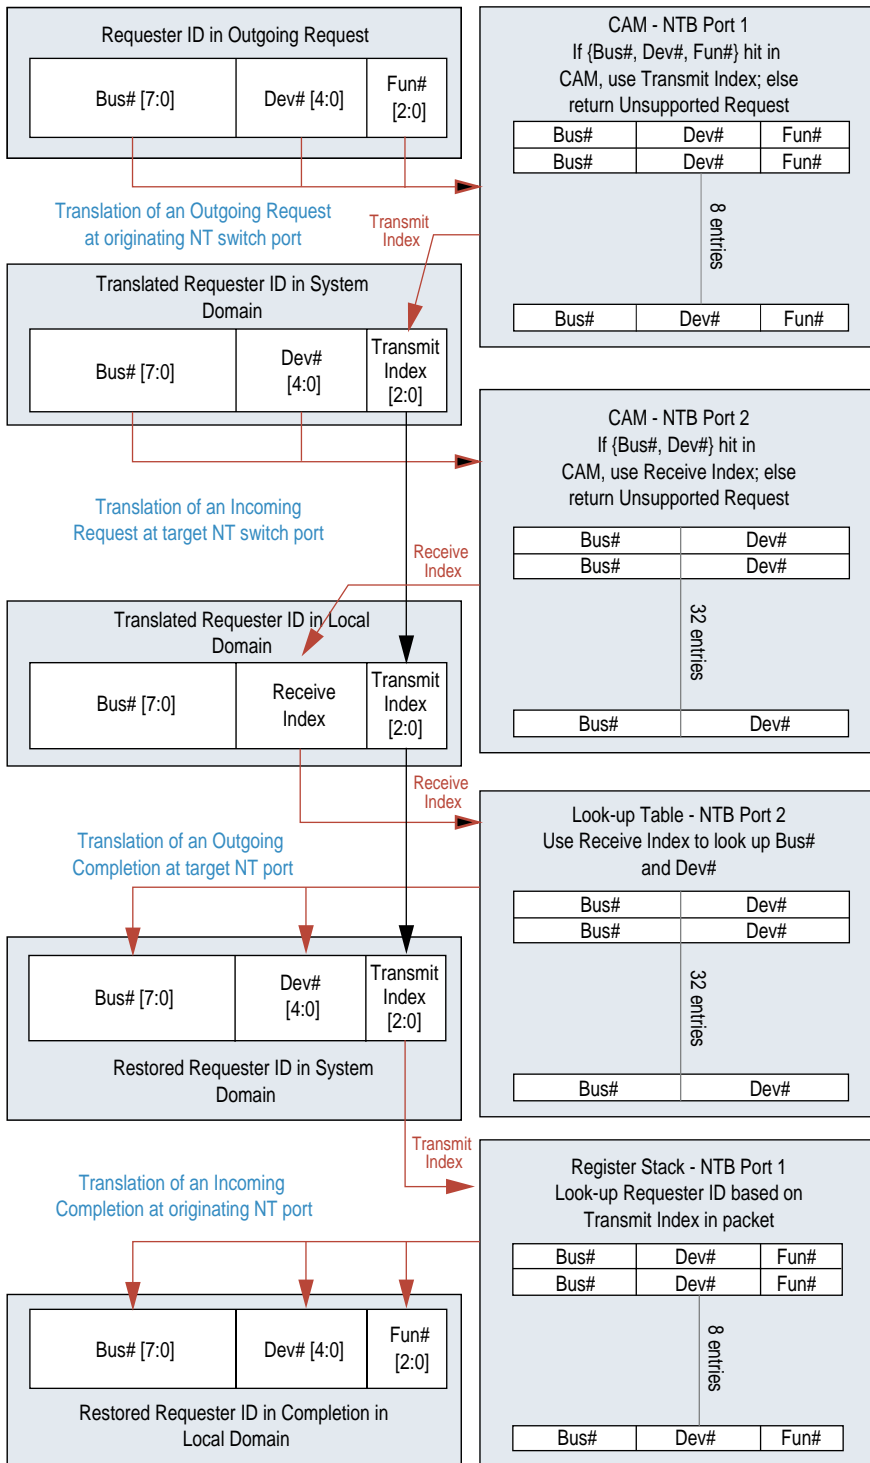 Requester ID in Outgoing Request
Bus# [7:0]
Dev# [4:0]
Fun#
[2:0]
CAM - NTB Port 1
If {Bus#, Dev#, Fun#} hit in
CAM, use Transmit Index; else
return Unsupported Request
Bus# Dev# Fun#
Bus# Dev# Fun#
8 entries
Bus# Dev# Fun#
Translation of an Outgoing Request
at originating NT switch port
Transmit
Index
Translated Requester ID in System
Domain
Bus# [7:0]
Dev#
[4:0]
Transmit
Index
[2:0]
CAM - NTB Port 2
If {Bus#, Dev#} hit in
CAM, use Receive Index; else
return Unsupported Request
Bus# Dev#
Bus# Dev#
32 entries
Bus# Dev#
Translation of an Incoming
Request at target NT switch port
Receive
Index
Translated Requester ID in Local
Domain
Bus# [7:0]
Receive
Index
Transmit
Index
[2:0]
Receive
Index
Look-up Table - NTB Port 2
Use Receive Index to look up Bus#
and Dev#
Bus# Dev#
Bus# Dev#
32 entries
Bus# Dev#
Translation of an Outgoing
Completion at target NT port
Bus# [7:0]
Dev#
[4:0]
Transmit
Index
[2:0]
Restored Requester ID in System
Domain
Transmit
Index
Register Stack - NTB Port 1
Look-up Requester ID based on
Transmit Index in packet
Bus# Dev# Fun#
Bus# Dev# Fun#
8 entries
Bus# Dev# Fun#
Translation of an Incoming
Completion at originating NT port
Bus# [7:0]
Dev# [4:0]
Fun#
[2:0]
Restored Requester ID in Completion in
Local Domain